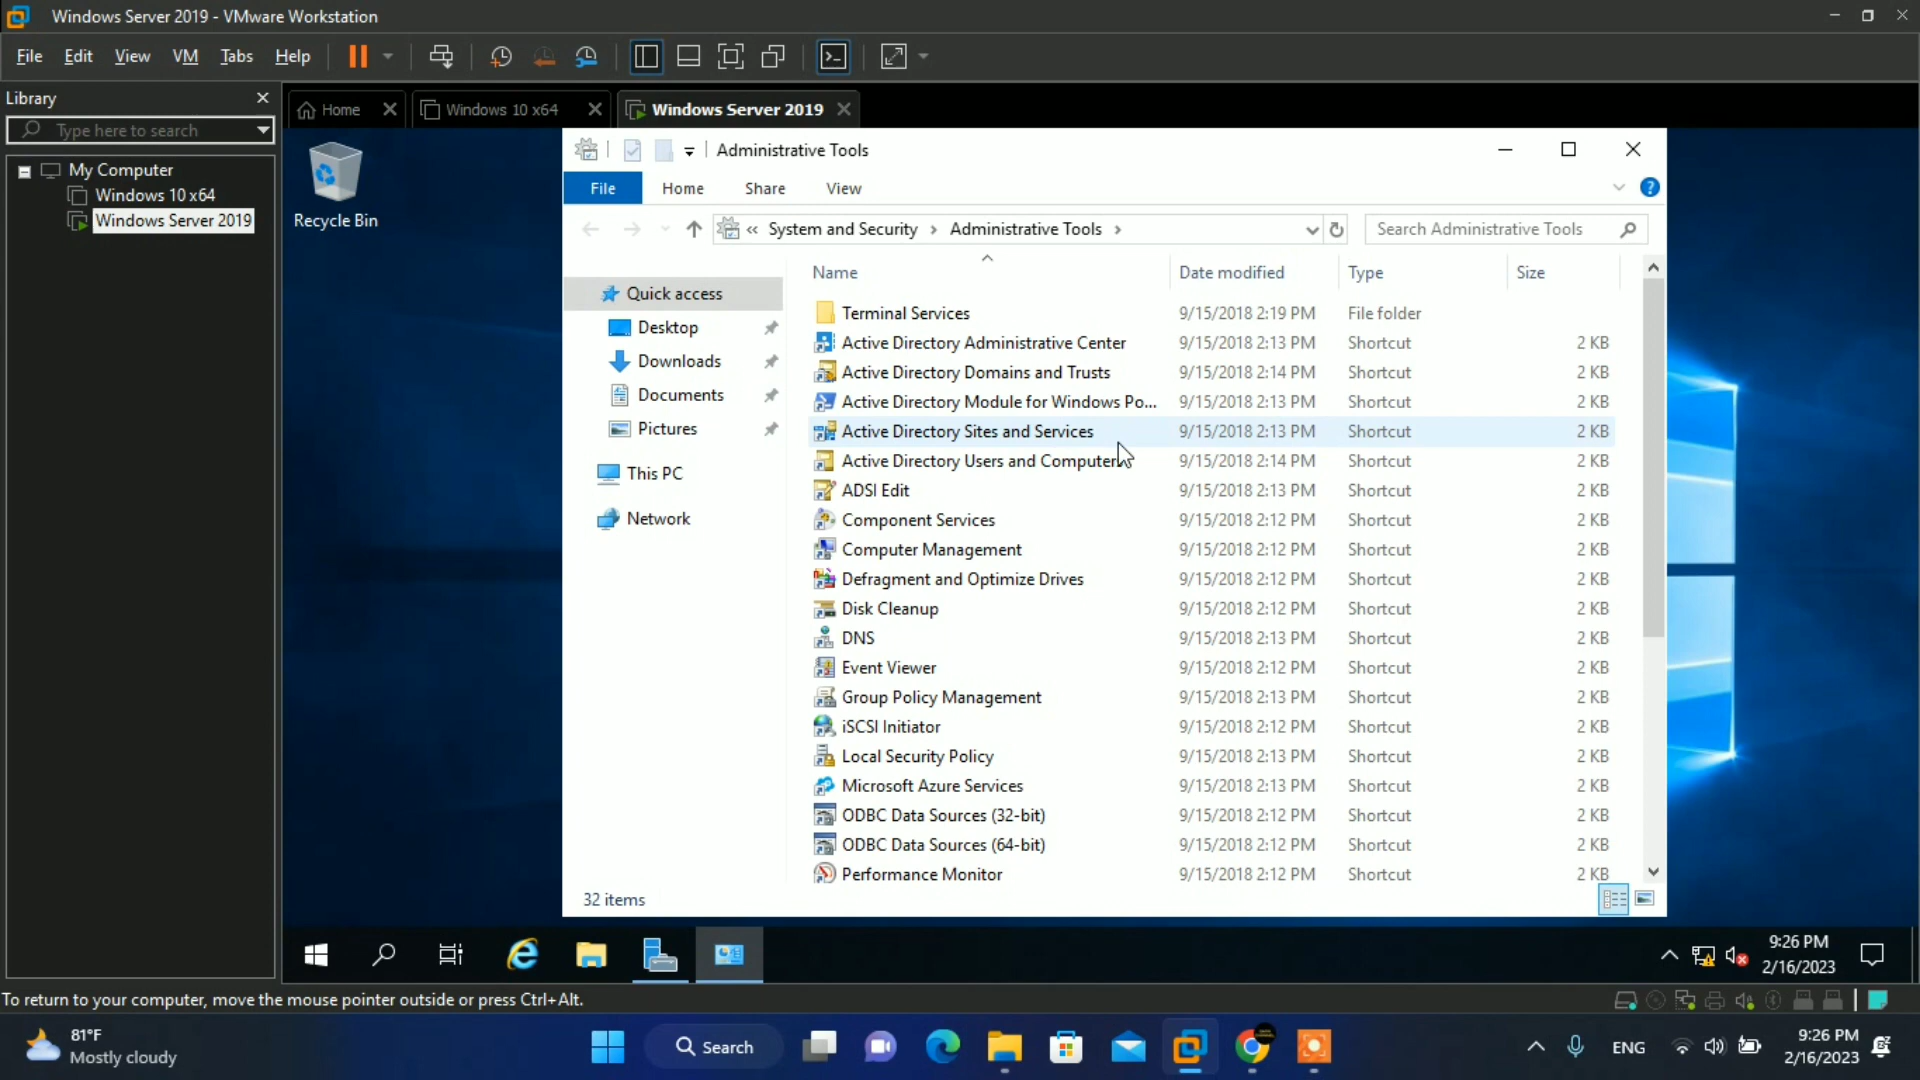 Windows Server 2019 - VMware Workstation
File Edit View VM Tabs Help
Library
Home
Windows 10 x64
Windows Server 2019
Type here to search
My Computer
Windows 10 x64
Windows Server 2019
Recycle Bin
Administrative Tools
File Home Share View
« System and Security › Administrative Tools ›
Search Administrative Tools
Name Date modified Type Size
Quick access
Desktop
Downloads
Documents
Pictures
This PC
Network
Terminal Services 9/15/2018 2:19 PM File folder
Active Directory Administrative Center 9/15/2018 2:13 PM Shortcut 2 KB
Active Directory Domains and Trusts 9/15/2018 2:14 PM Shortcut 2 KB
Active Directory Module for Windows Po... 9/15/2018 2:13 PM Shortcut 2 KB
Active Directory Sites and Services 9/15/2018 2:13 PM Shortcut 2 KB
Active Directory Users and Computers 9/15/2018 2:14 PM Shortcut 2 KB
ADSI Edit 9/15/2018 2:13 PM Shortcut 2 KB
Component Services 9/15/2018 2:12 PM Shortcut 2 KB
Computer Management 9/15/2018 2:12 PM Shortcut 2 KB
Defragment and Optimize Drives 9/15/2018 2:12 PM Shortcut 2 KB
Disk Cleanup 9/15/2018 2:12 PM Shortcut 2 KB
DNS 9/15/2018 2:13 PM Shortcut 2 KB
Event Viewer 9/15/2018 2:12 PM Shortcut 2 KB
Group Policy Management 9/15/2018 2:13 PM Shortcut 2 KB
iSCSI Initiator 9/15/2018 2:12 PM Shortcut 2 KB
Local Security Policy 9/15/2018 2:13 PM Shortcut 2 KB
Microsoft Azure Services 9/15/2018 2:13 PM Shortcut 2 KB
ODBC Data Sources (32-bit) 9/15/2018 2:12 PM Shortcut 2 KB
ODBC Data Sources (64-bit) 9/15/2018 2:12 PM Shortcut 2 KB
Performance Monitor 9/15/2018 2:12 PM Shortcut 2 KB
32 items
9:26 PM
2/16/2023
To return to your computer, move the mouse pointer outside or press Ctrl+Alt.
81°F
Mostly cloudy
Search
ENG
9:26 PM
2/16/2023